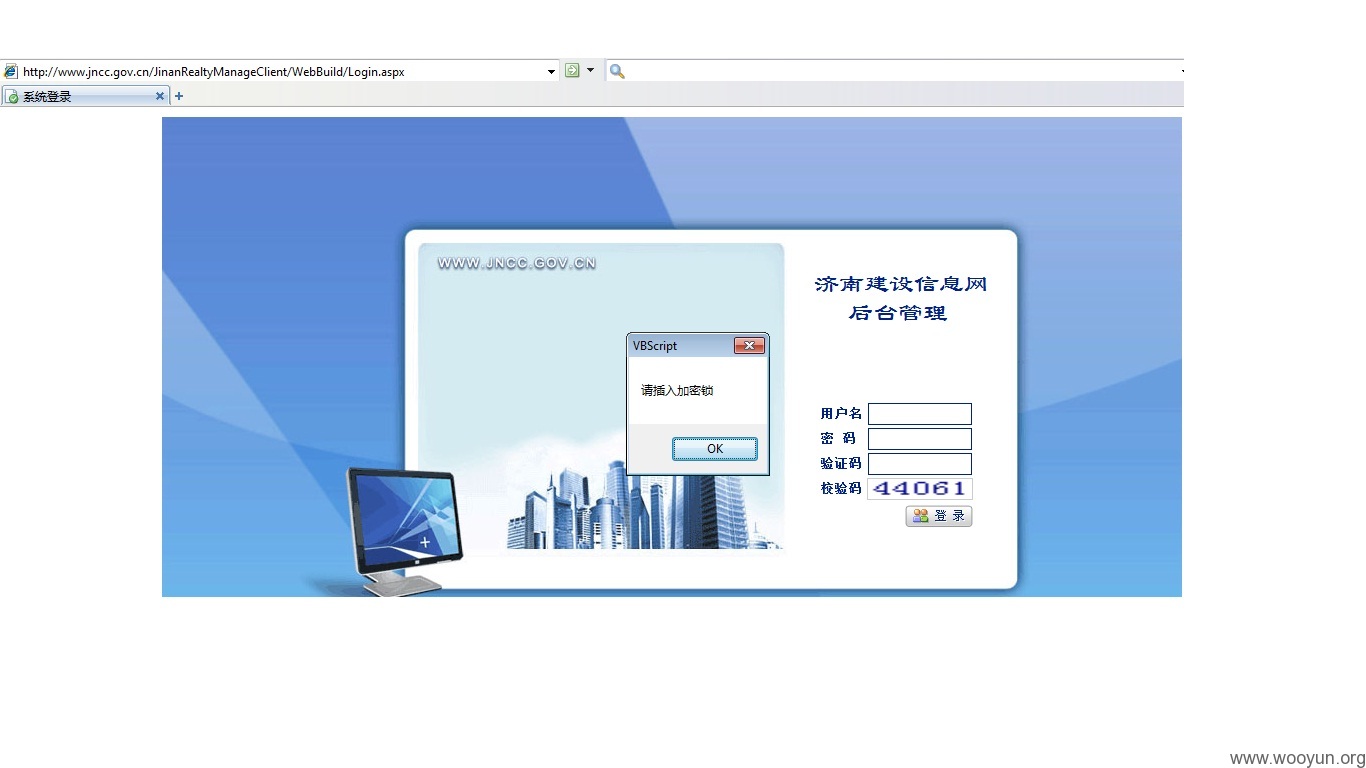 http://www.jncc.gov.cn/JinanRealtyManageClient/WebBuild/Login.aspx
系统登录
WWW.JNCC.GOV.CN
济南建设信息网
后台管理
VBScript
请插入加密锁
OK
用户名
密 码
验证码
校验码 44061
登 录
www.wooyun.org